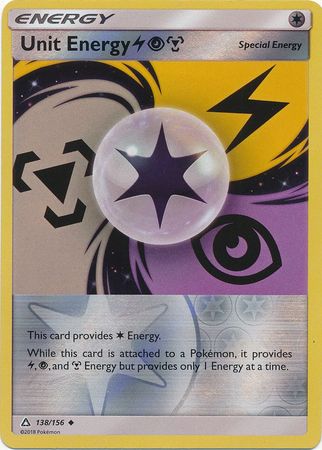 ENERGY
Unit Energy
Special Energy
This card provides Energy.
While this card is attached to a Pokémon, it provides
, , and Energy but provides only 1 Energy at a time.
138/156
©2018 Pokémon